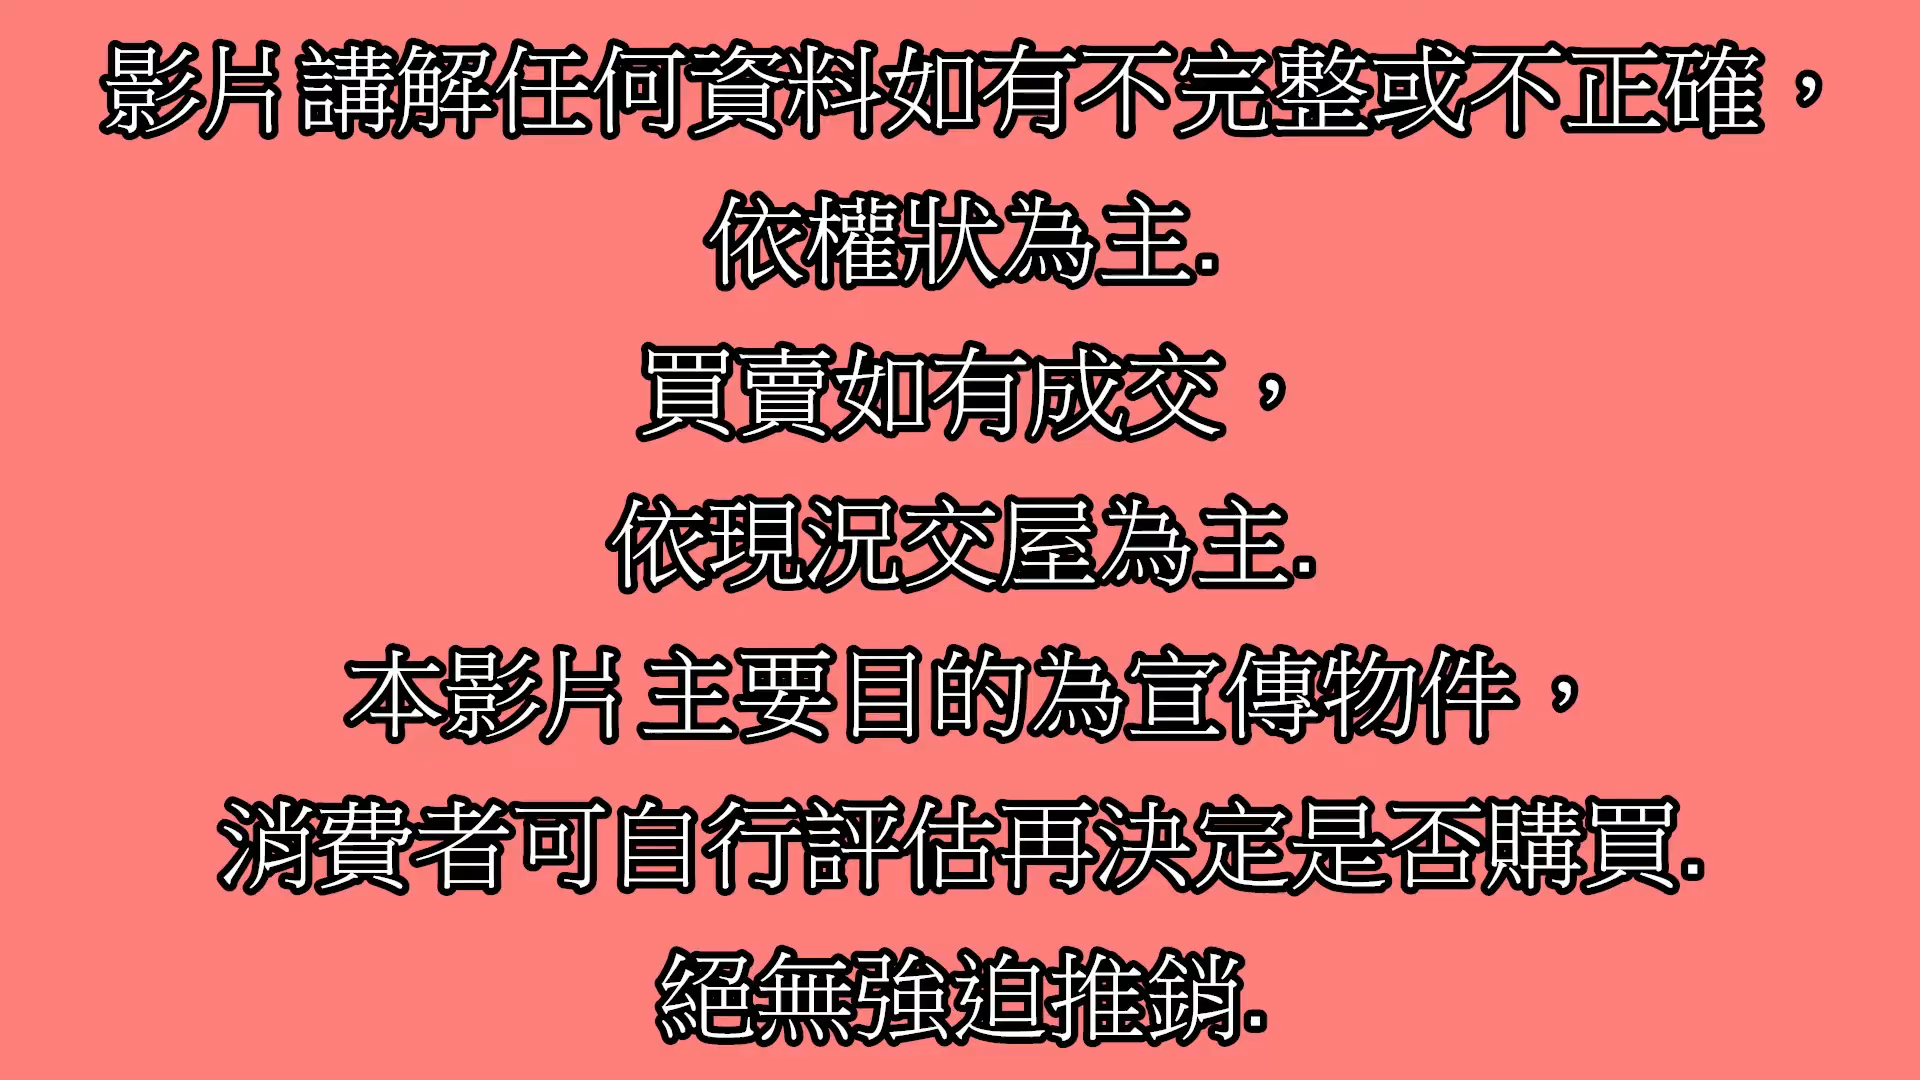 影片講解任何資料如有不完整或不正確，
依權狀為主.
買賣如有成交，
依現況交屋為主.
本影片主要目的為宣傳物件，
消費者可自行評估再決定是否購買.
絕無強迫推銷.